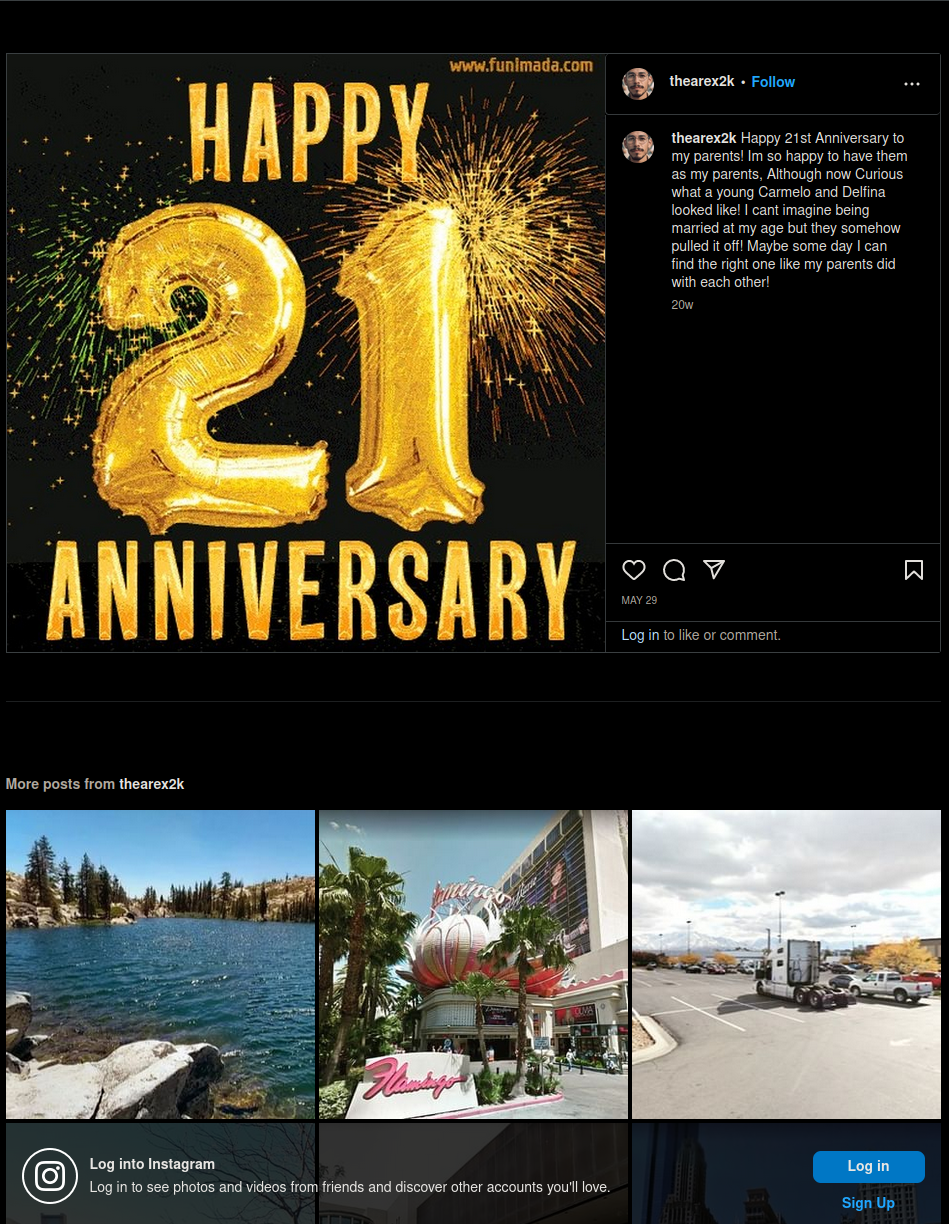 www.funimada.com
HAPPY
21
ANNIVERSARY
thearex2k • Follow
thearex2k Happy 21st Anniversary to
my parents! Im so happy to have them
as my parents, Although now Curious
what a young Carmelo and Delfina
looked like! I cant imagine being
married at my age but they somehow
pulled it off! Maybe some day I can
find the right one like my parents did
with each other!
20w
MAY 29
Log in to like or comment.
More posts from thearex2k
Flamingo
Flamingo
Log into Instagram
Log in to see photos and videos from friends and discover other accounts you'll love.
Log in
Sign Up